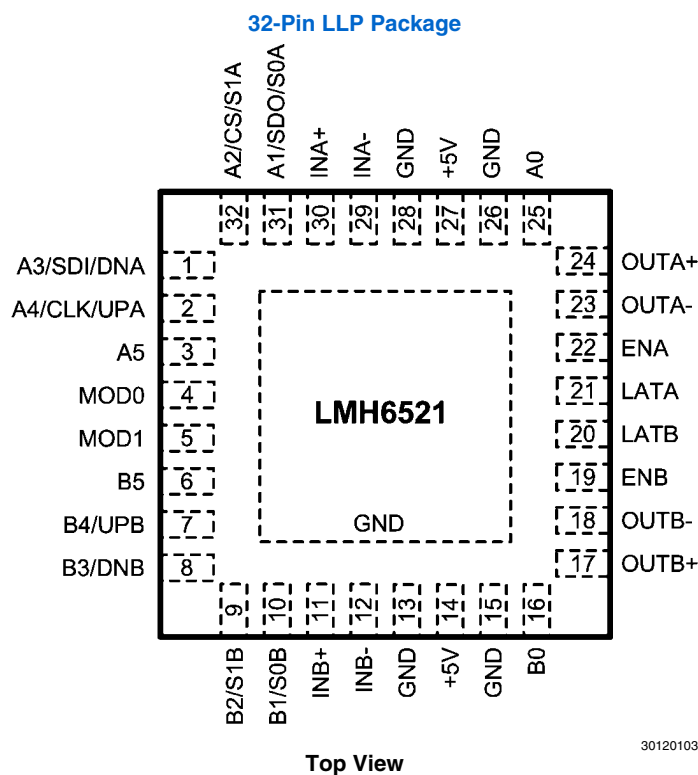 32-Pin LLP Package
A2/CS/S1A
A1/SDO/S0A
INA+
INA-
GND
+5V
GND
A0
32
31
30
29
28
27
26
25
A3/SDI/DNA 1
A4/CLK/UPA 2
A5 3
MOD0 4
MOD1 5
B5 6
B4/UPB 7
B3/DNB 8
LMH6521
GND
24 OUTA+
23 OUTA-
22 ENA
21 LATA
20 LATB
19 ENB
18 OUTB-
17 OUTB+
9
10
11
12
13
14
15
16
B2/S1B
B1/S0B
INB+
INB-
GND
+5V
GND
B0
30120103
Top View